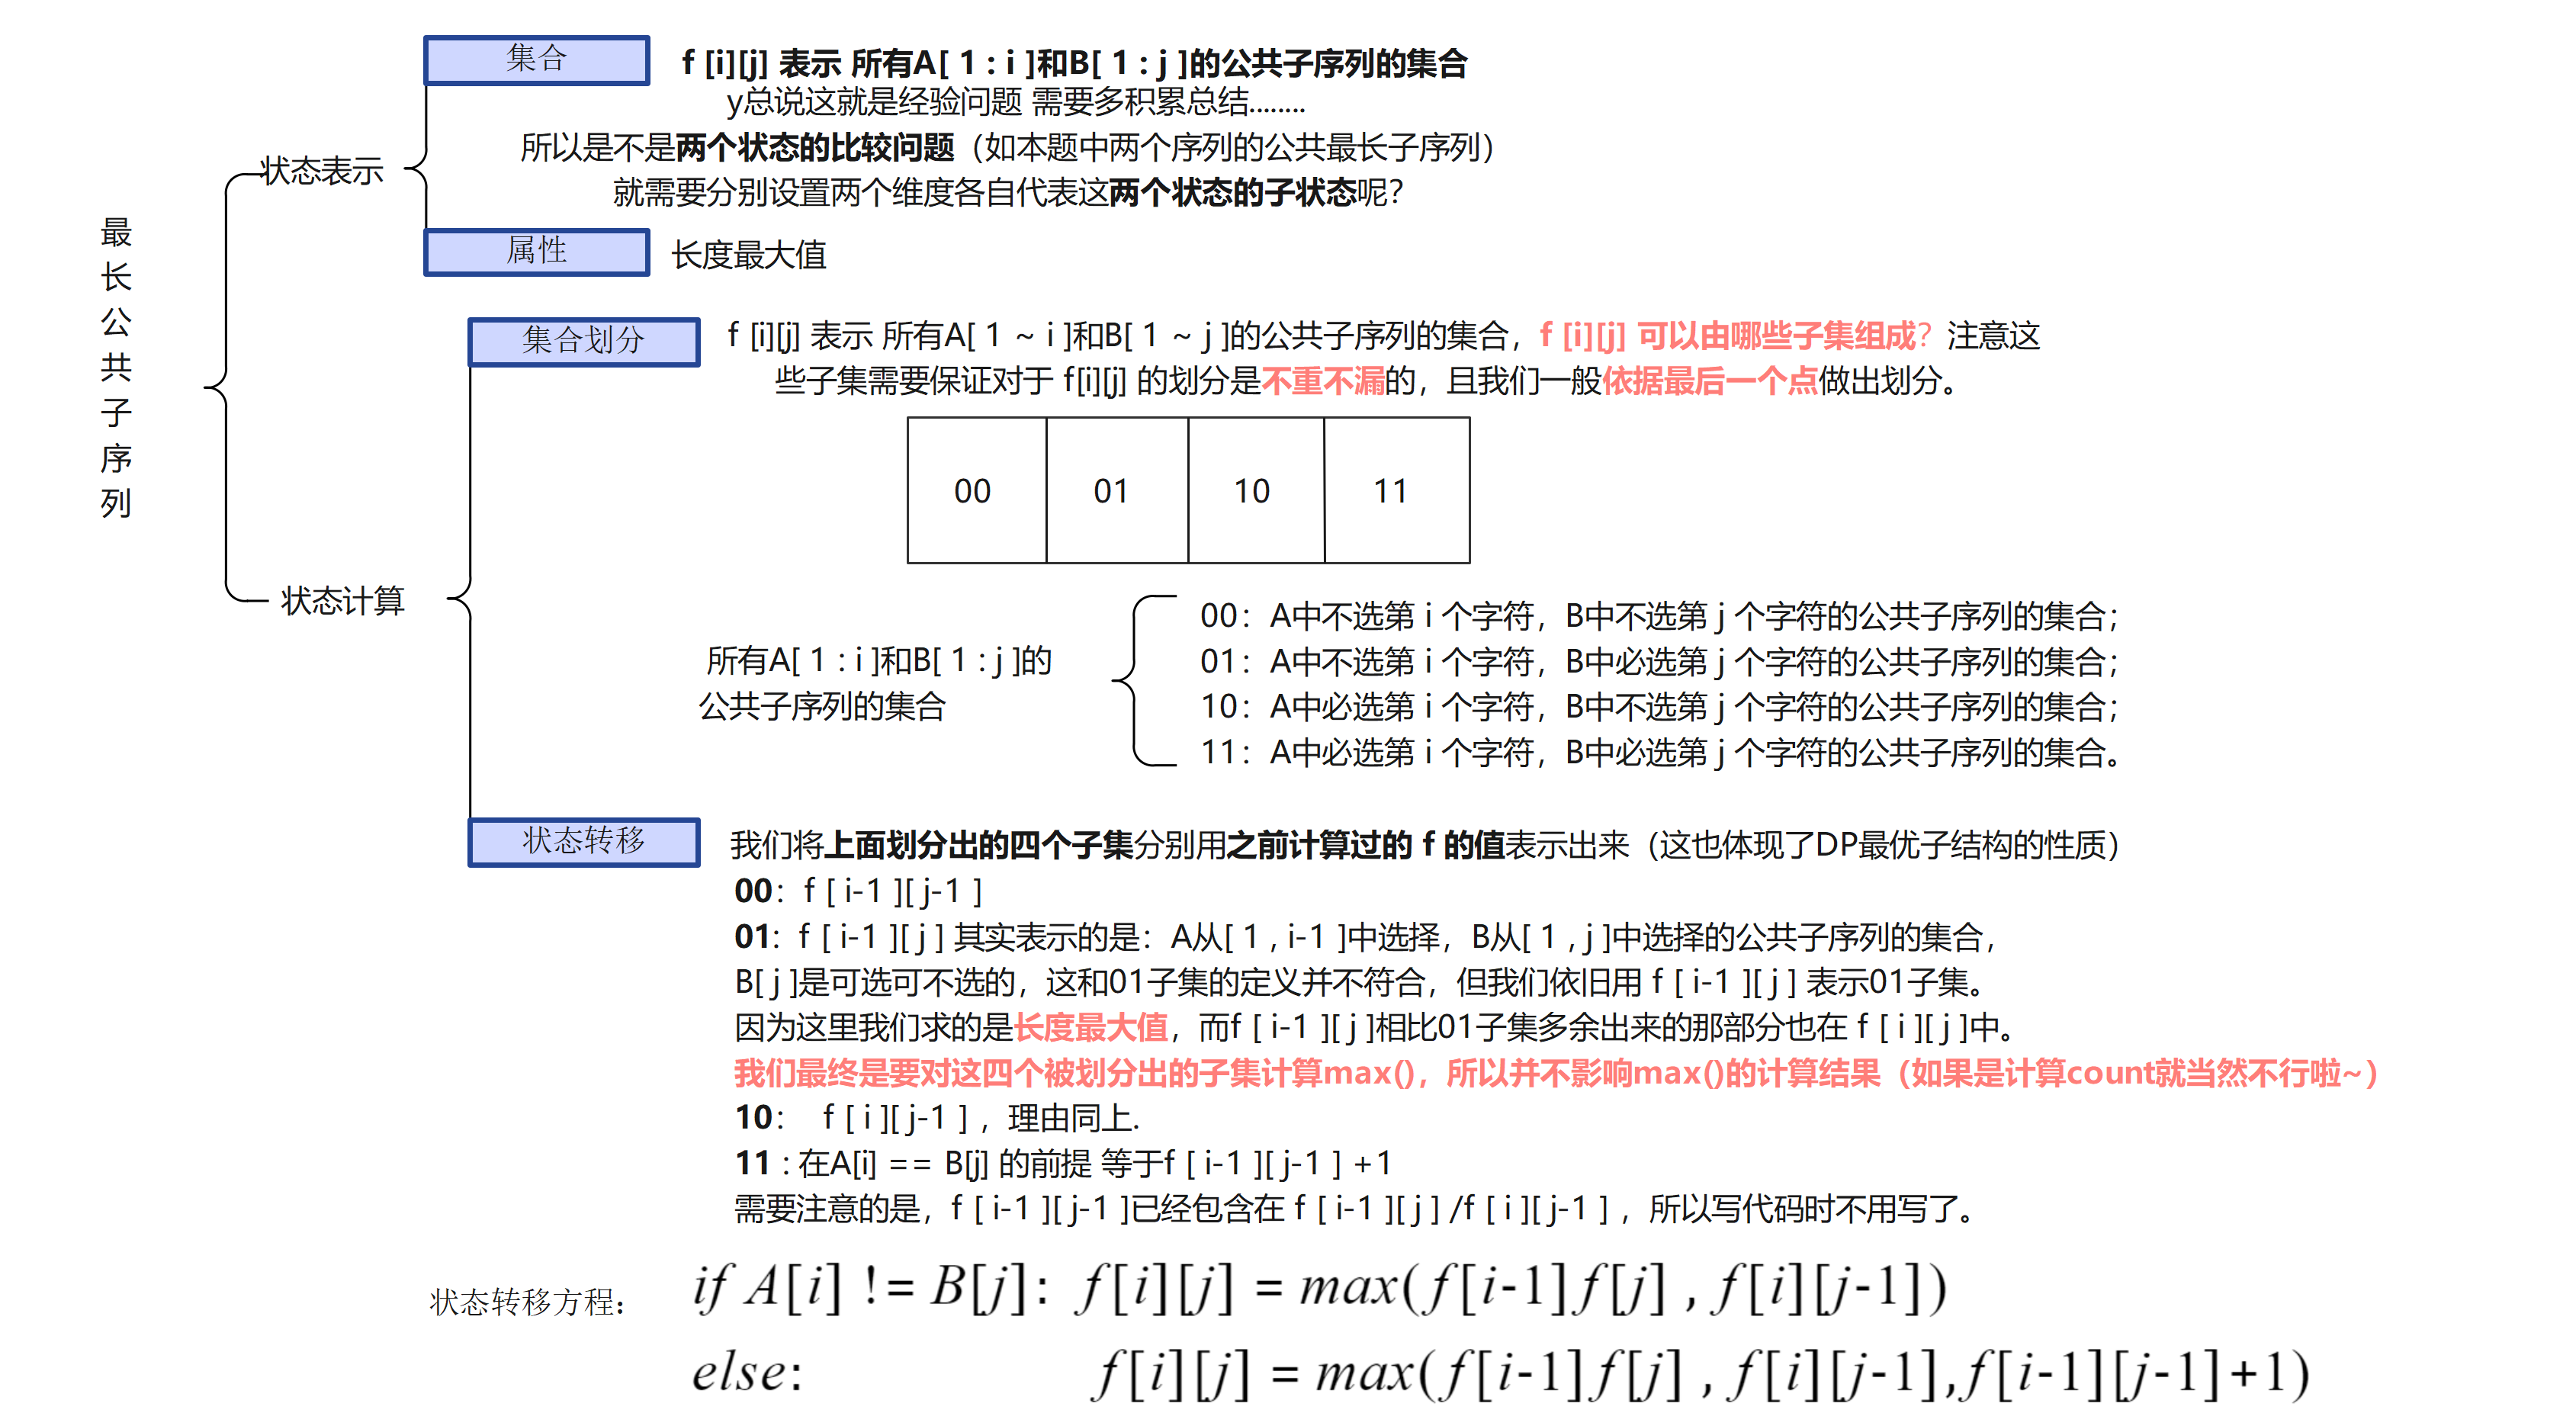 最长公共子序列
状态表示
集合
f [i][j] 表示 所有A[ 1 : i ]和B[ 1 : j ]的公共子序列的集合
y总说这就是经验问题 需要多积累总结........
所以是不是两个状态的比较问题（如本题中两个序列的公共最长子序列）
就需要分别设置两个维度各自代表这两个状态的子状态呢？
属性
长度最大值
状态计算
集合划分
f [i][j] 表示 所有A[ 1 ~ i ]和B[ 1 ~ j ]的公共子序列的集合，f [i][j] 可以由哪些子集组成？注意这
些子集需要保证对于 f[i][j] 的划分是不重不漏的，且我们一般依据最后一个点做出划分。
00 01 10 11
所有A[ 1 : i ]和B[ 1 : j ]的
公共子序列的集合
00：A中不选第 i 个字符，B中不选第 j 个字符的公共子序列的集合；
01：A中不选第 i 个字符，B中必选第 j 个字符的公共子序列的集合；
10：A中必选第 i 个字符，B中不选第 j 个字符的公共子序列的集合；
11：A中必选第 i 个字符，B中必选第 j 个字符的公共子序列的集合。
状态转移
我们将上面划分出的四个子集分别用之前计算过的 f 的值表示出来（这也体现了DP最优子结构的性质）
00：f [ i-1 ][ j-1 ]
01：f [ i-1 ][ j ] 其实表示的是：A从[ 1 , i-1 ]中选择，B从[ 1 , j ]中选择的公共子序列的集合，
B[ j ]是可选可不选的，这和01子集的定义并不符合，但我们依旧用 f [ i-1 ][ j ] 表示01子集。
因为这里我们求的是长度最大值，而f [ i-1 ][ j ]相比01子集多余出来的那部分也在 f [ i ][ j ]中。
我们最终是要对这四个被划分出的子集计算max()，所以并不影响max()的计算结果（如果是计算count就当然不行啦~）
10： f [ i ][ j-1 ] ，理由同上.
11 : 在A[i] == B[j] 的前提 等于f [ i-1 ][ j-1 ] +1
需要注意的是，f [ i-1 ][ j-1 ]已经包含在 f [ i-1 ][ j ] /f [ i ][ j-1 ] ，所以写代码时不用写了。
状态转移方程：
if A[i] != B[j]: f[i][j] = max(f[i-1]f[j] , f[i][j-1])
else: f[i][j] = max(f[i-1]f[j] , f[i][j-1],f[i-1][j-1]+1)